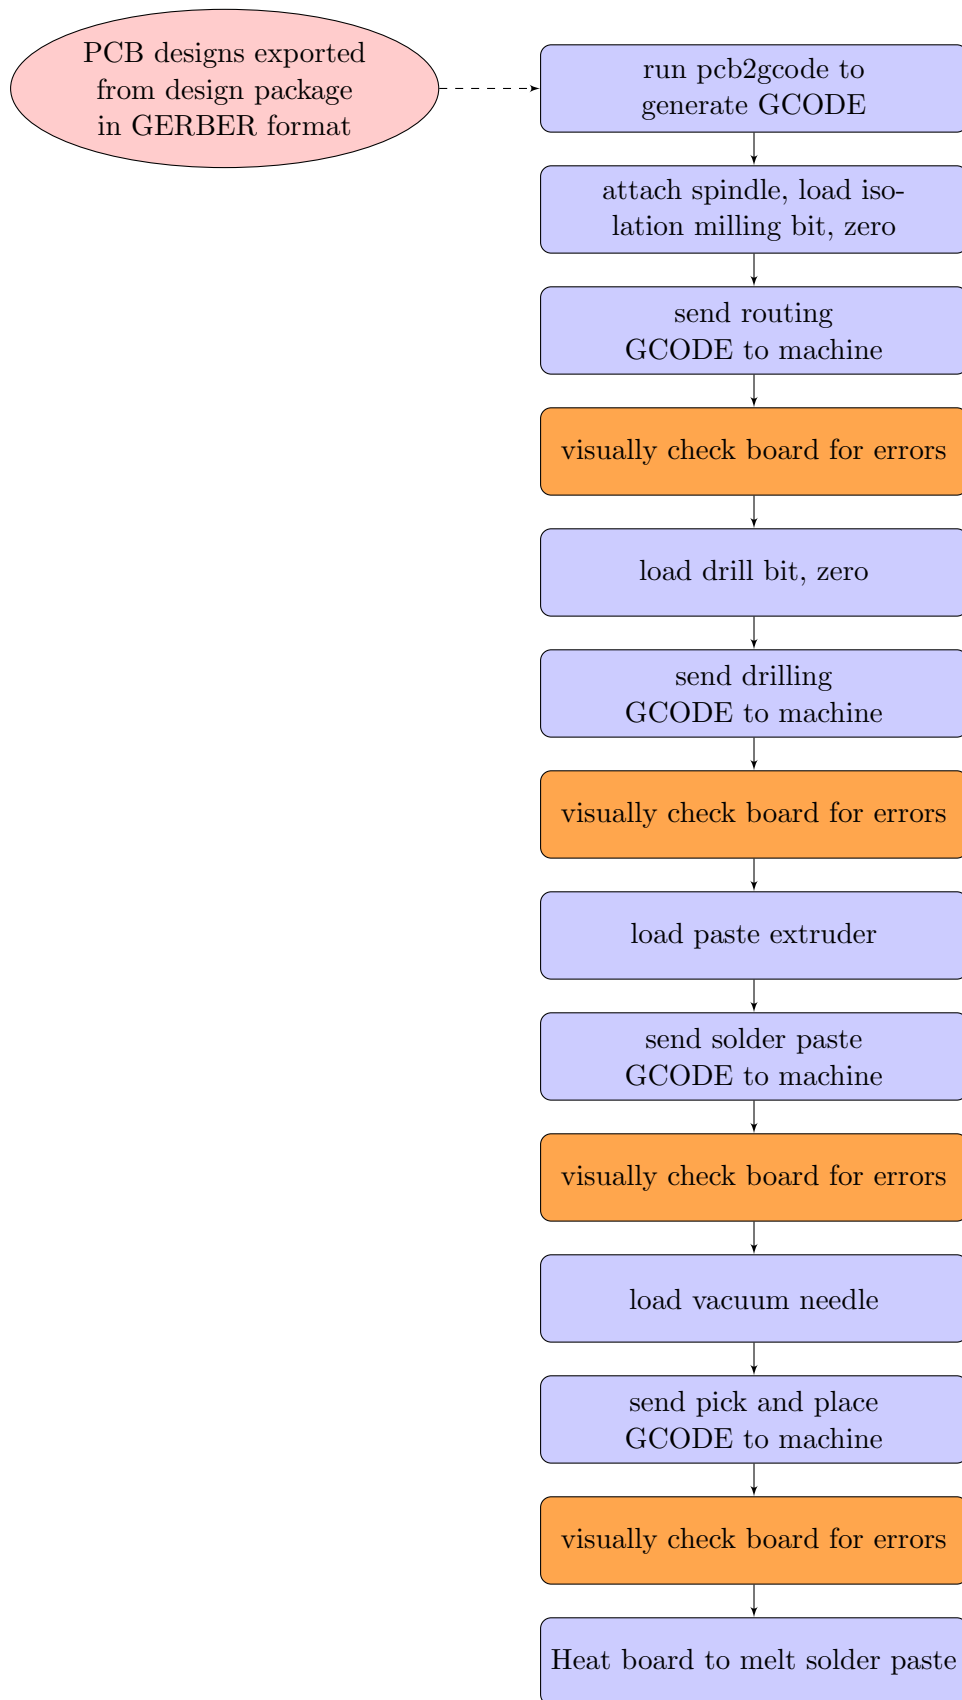 PCB designs exported
from design package
in GERBER format
run pcb2gcode to
generate GCODE
attach spindle, load iso-
lation milling bit, zero
send routing
GCODE to machine
visually check board for errors
load drill bit, zero
send drilling
GCODE to machine
visually check board for errors
load paste extruder
send solder paste
GCODE to machine
visually check board for errors
load vacuum needle
send pick and place
GCODE to machine
visually check board for errors
Heat board to melt solder paste